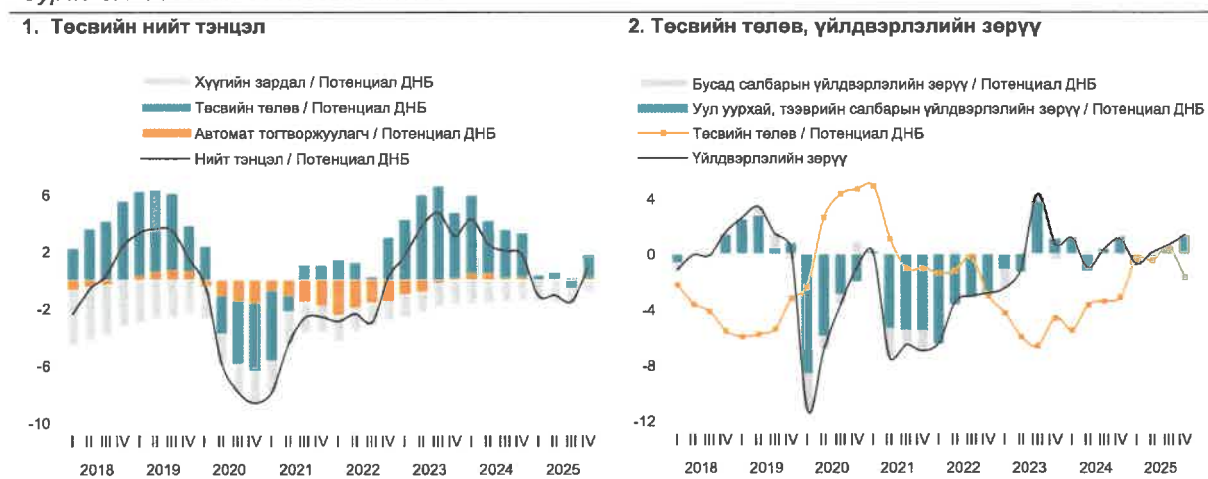 1. Төсвийн нийт тэнцэл
Хүүгийн зардал / Потенциал ДНБ
Төсвийн төлөв / Потенциал ДНБ
Автомат тогтворжуулагч / Потенциал ДНБ
Нийт тэнцэл / Потенциал ДНБ
6
2
-2
-6
-10
I II III IV I II III IV I II III IV I II III IV I II III IV I II III IV I II III IV I II III IV
2018 2019 2020 2021 2022 2023 2024 2025
2. Төсвийн төлөв, үйлдвэрлэлийн зөрүү
Бусад салбарын үйлдвэрлэлийн зөрүү / Потенциал ДНБ
Уул уурхай, тээврийн салбарын үйлдвэрлэлийн зөрүү / Потенциал ДНБ
Төсвийн төлөв / Потенциал ДНБ
Үйлдвэрлэлийн зөрүү
4
0
-4
-8
-12
I II III IV I II III IV I II III IV I II III IV I II III IV I II III IV I II III IV I II III IV
2018 2019 2020 2021 2022 2023 2024 2025